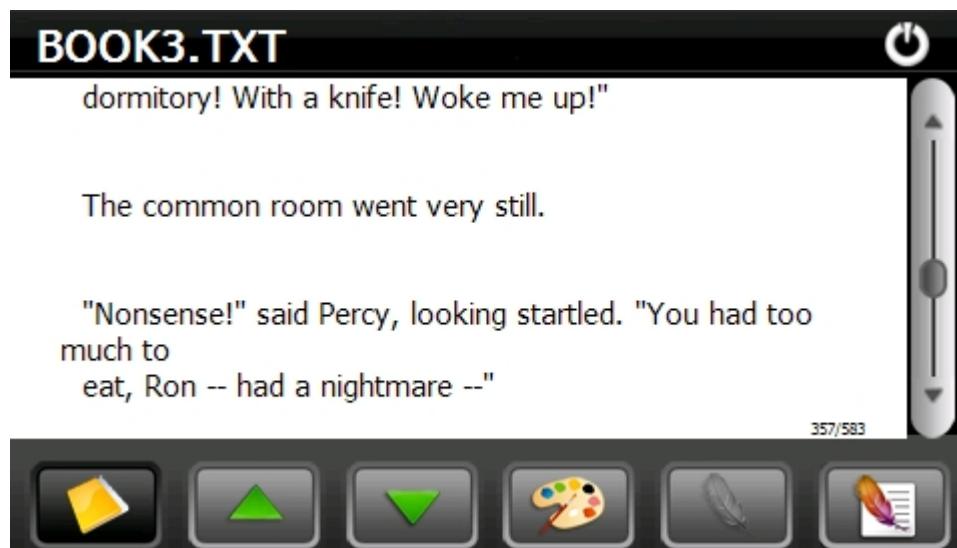 BOOK3.TXT
dormitory! With a knife! Woke me up!"
The common room went very still.
"Nonsense!" said Percy, looking startled. "You had too
much to
eat, Ron -- had a nightmare --"
357/583